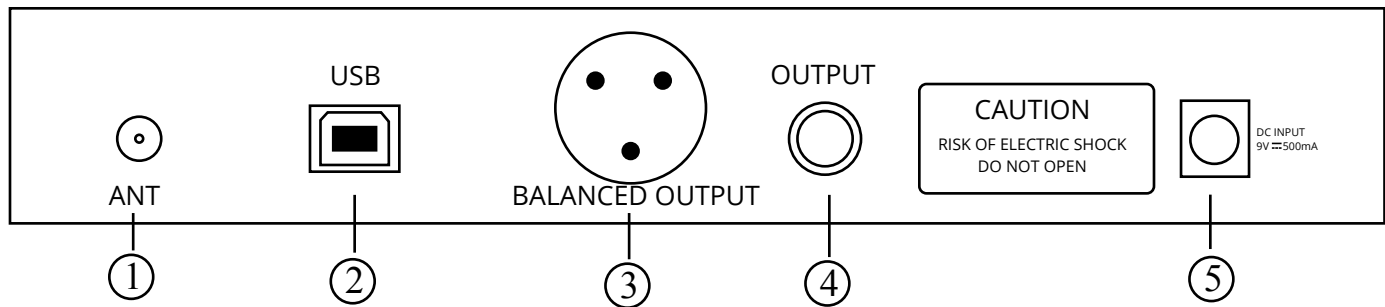 USB
OUTPUT
CAUTION
RISK OF ELECTRIC SHOCK
DO NOT OPEN
DC INPUT
9V ⎓500mA
ANT
BALANCED OUTPUT
1
2
3
4
5